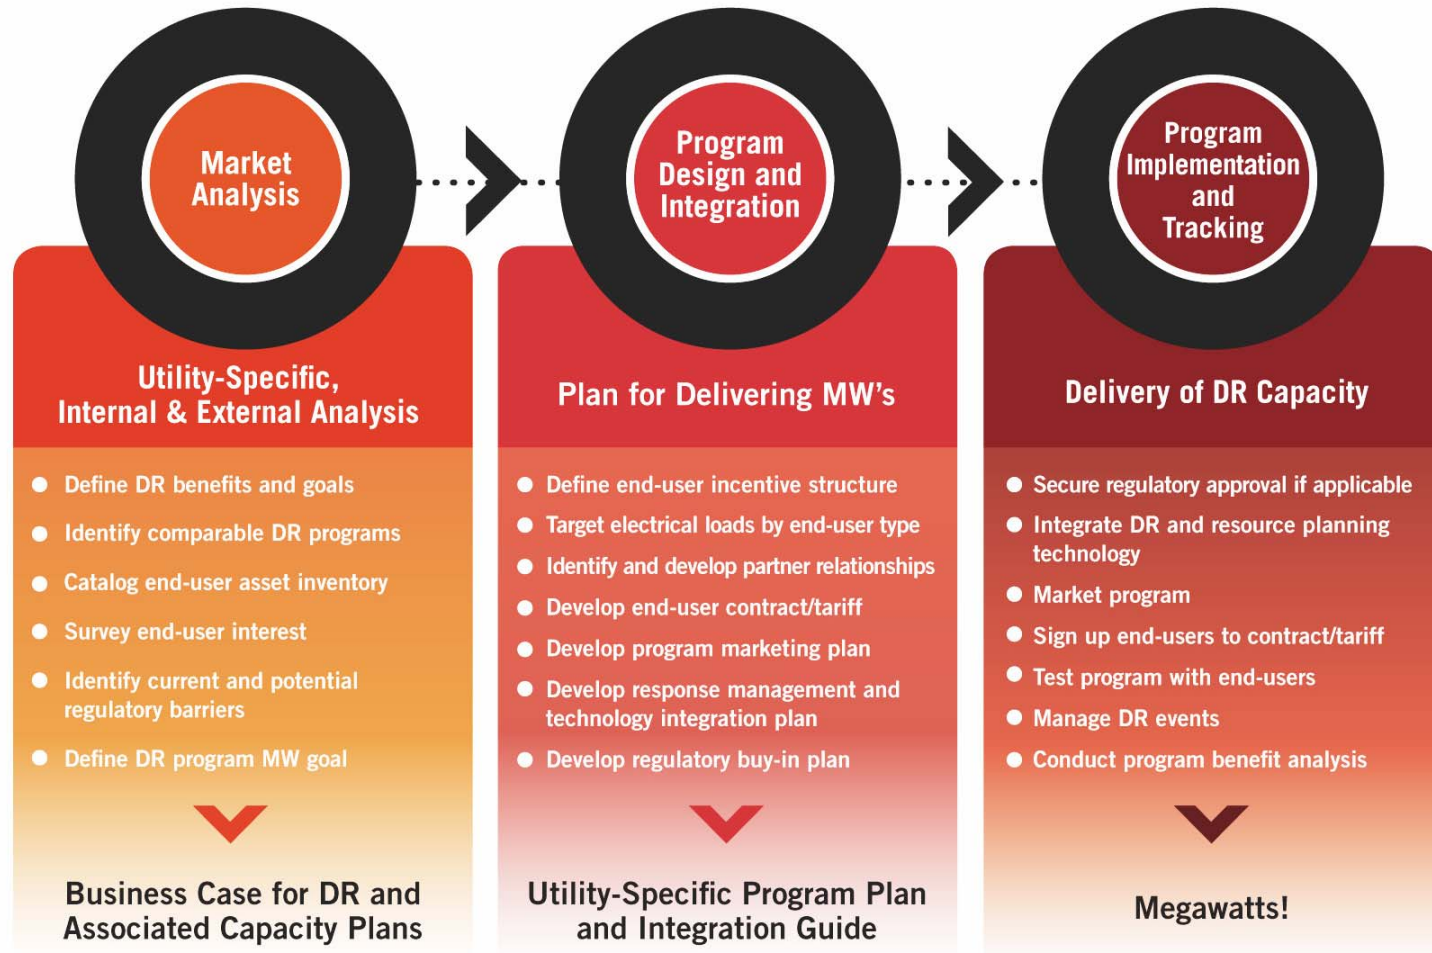 Market
Analysis
Utility-Specific,
Internal & External Analysis
Define DR benefits and goals
Identify comparable DR programs
Catalog end-user asset inventory
Survey end-user interest
Identify current and potential
regulatory barriers
Define DR program MW goal
Business Case for DR and
Associated Capacity Plans
Program
Design and
Integration
Plan for Delivering MW's
Define end-user incentive structure
Target electrical loads by end-user type
Identify and develop partner relationships
Develop end-user contract/tariff
Develop program marketing plan
Develop response management and
technology integration plan
Develop regulatory buy-in plan
Utility-Specific Program Plan
and Integration Guide
Program
Implementation
and
Tracking
Delivery of DR Capacity
Secure regulatory approval if applicable
Integrate DR and resource planning
technology
Market program
Sign up end-users to contract/tariff
Test program with end-users
Manage DR events
Conduct program benefit analysis
Megawatts!